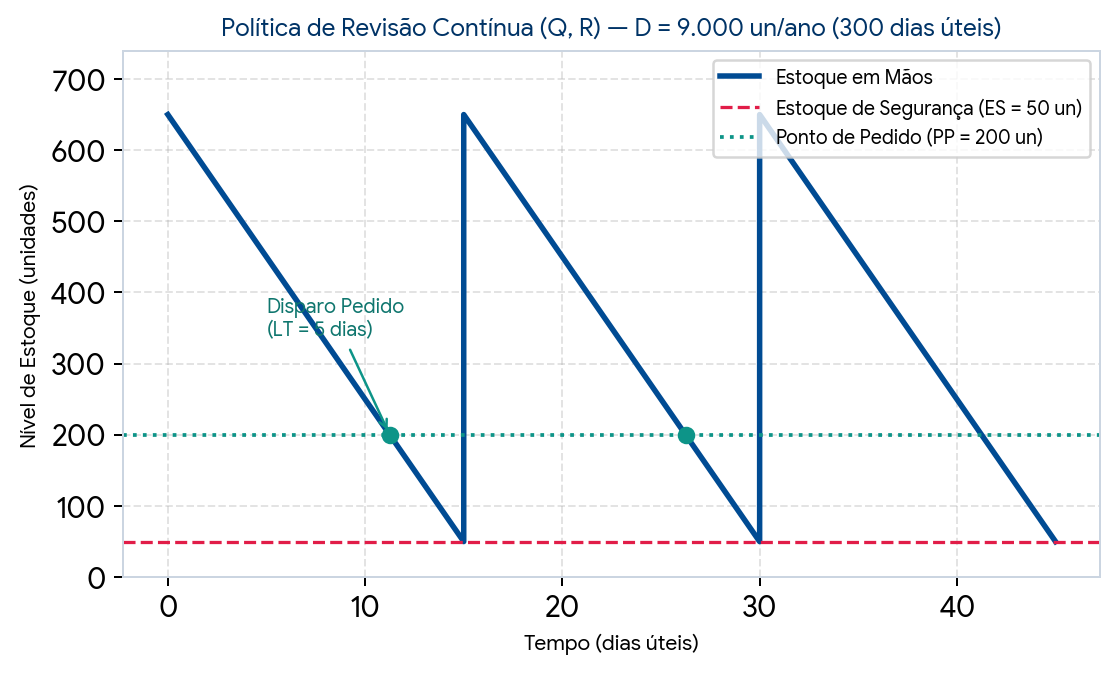 Política de Revisão Contínua (Q, R) — D = 9.000 un/ano (300 dias úteis)
Estoque em Mãos
Estoque de Segurança (ES = 50 un)
Ponto de Pedido (PP = 200 un)
Nível de Estoque (unidades)
700
600
500
400
300
200
100
0
Disparo Pedido
(LT = 5 dias)
0 10 20 30 40
Tempo (dias úteis)